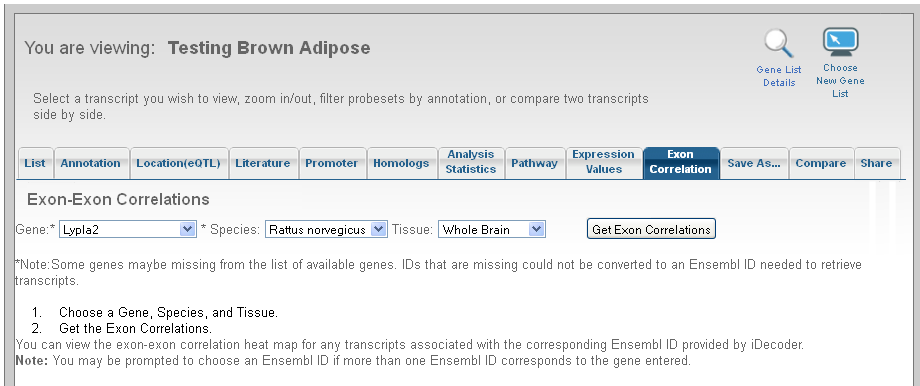 You are viewing: Testing Brown Adipose
Gene List
Details
Choose
New Gene
List
Select a transcript you wish to view, zoom in/out, filter probesets by annotation, or compare two transcripts
side by side.
List Annotation Location(eQTL) Literature Promoter Homologs Analysis Statistics Pathway Expression Values Exon Correlation Save As... Compare Share
Exon-Exon Correlations
Gene:* Lypla2 * Species: Rattus norvegicus Tissue: Whole Brain Get Exon Correlations
*Note:Some genes maybe missing from the list of available genes. IDs that are missing could not be converted to an Ensembl ID needed to retrieve
transcripts.
1. Choose a Gene, Species, and Tissue.
2. Get the Exon Correlations.
You can view the exon-exon correlation heat map for any transcripts associated with the corresponding Ensembl ID provided by iDecoder.
Note: You may be prompted to choose an Ensembl ID if more than one Ensembl ID corresponds to the gene entered.